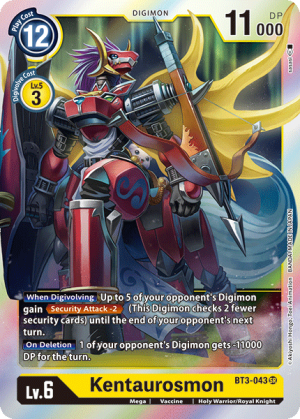 Play Cost
12
DIGIMON
11000
DP
Digivolve Cost
Lv.5
3
When Digivolving Up to 5 of your opponent's Digimon
gain Security Attack -2 (This Digimon checks 2 fewer
security cards) until the end of your opponent's next
turn.
On Deletion 1 of your opponent's Digimon gets -11000
DP for the turn.
BT3-043 SR
Lv.6
Kentaurosmon
Mega | Vaccine | Holy Warrior/Royal Knight